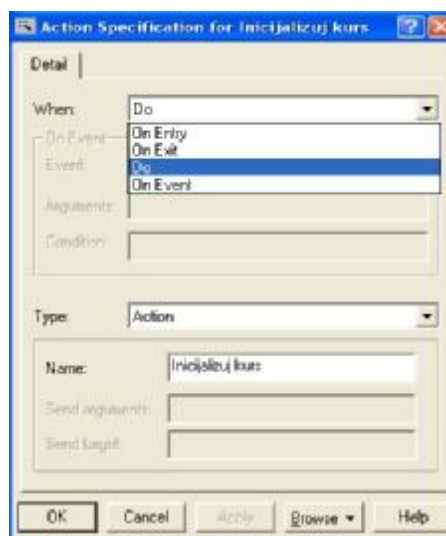 Action Specification for Inicijalizuj kurs
Detail
When: Do
On Entry
On Event
On Exit
Event: Do
On Event
Arguments:
Condition:
Type: Action
Name: Inicijalizuj kurs
Send arguments:
Send target:
OK Cancel Apply Browse Help